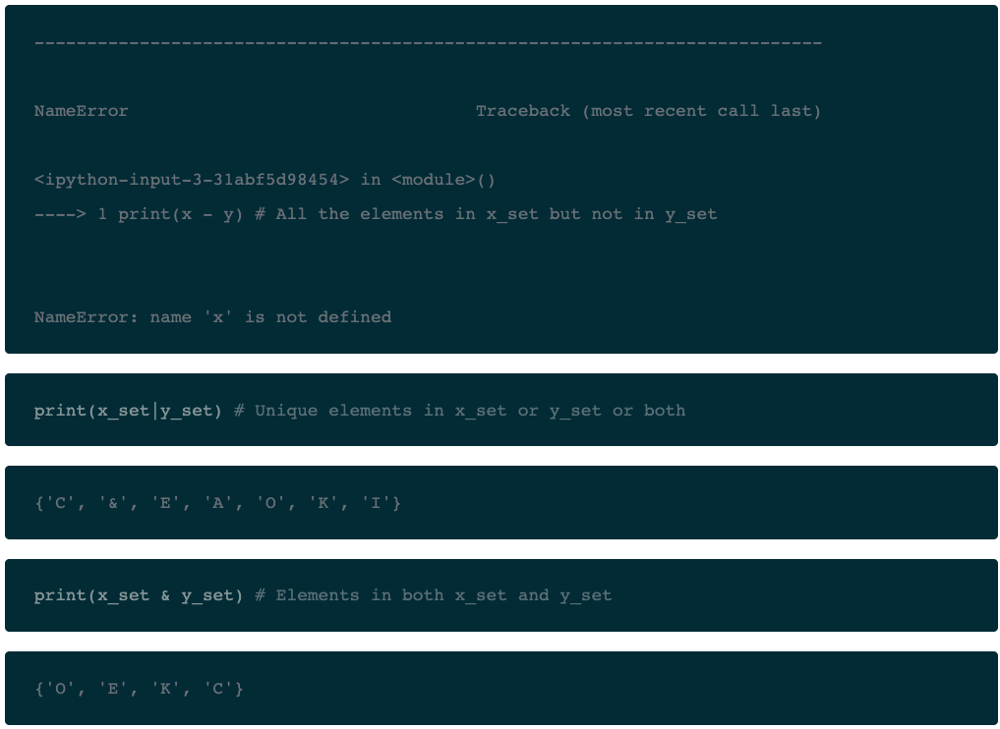 ---------------------------------------------------------------------------
NameError                                 Traceback (most recent call last)
<ipython-input-3-31abf5d98454> in <module>()
----> 1 print(x - y) # All the elements in x_set but not in y_set
NameError: name 'x' is not defined
print(x_set|y_set) # Unique elements in x_set or y_set or both
{'C', '&', 'E', 'A', 'O', 'K', 'I'}
print(x_set & y_set) # Elements in both x_set and y_set
{'O', 'E', 'K', 'C'}